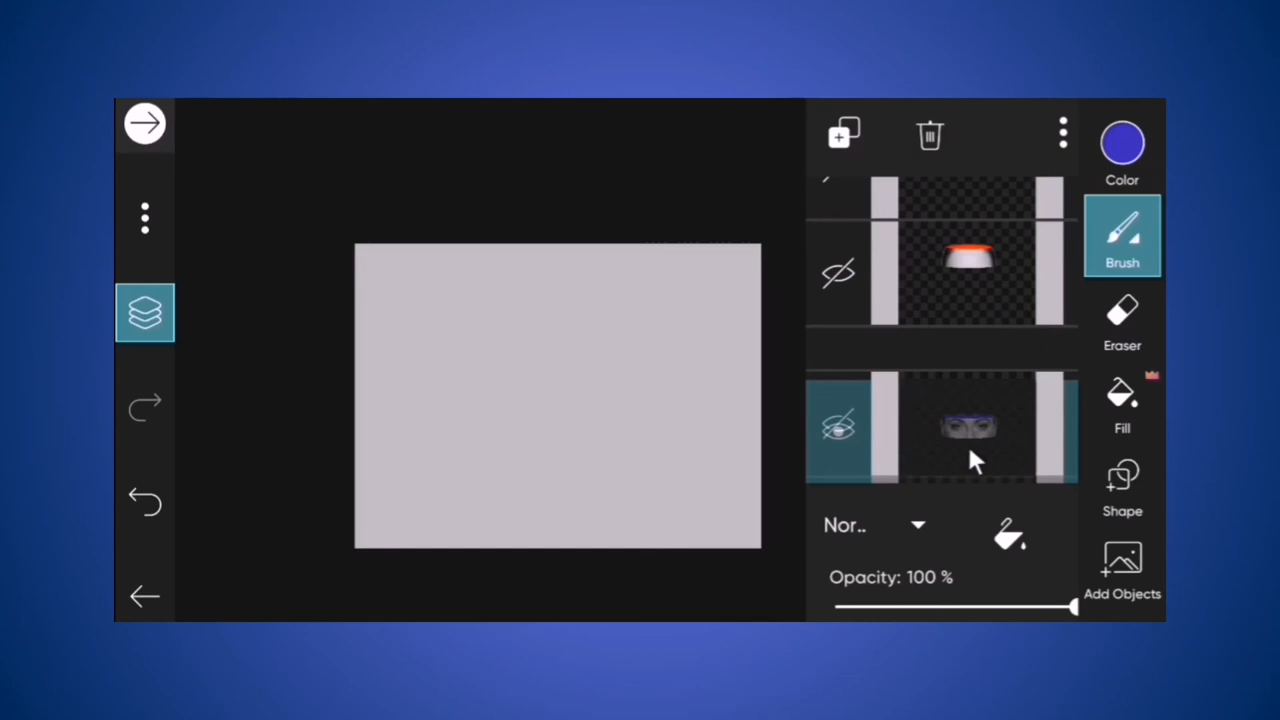 Color
Brush
Eraser
Fill
Shape
Nor..
Opacity: 100 %
Add Objects